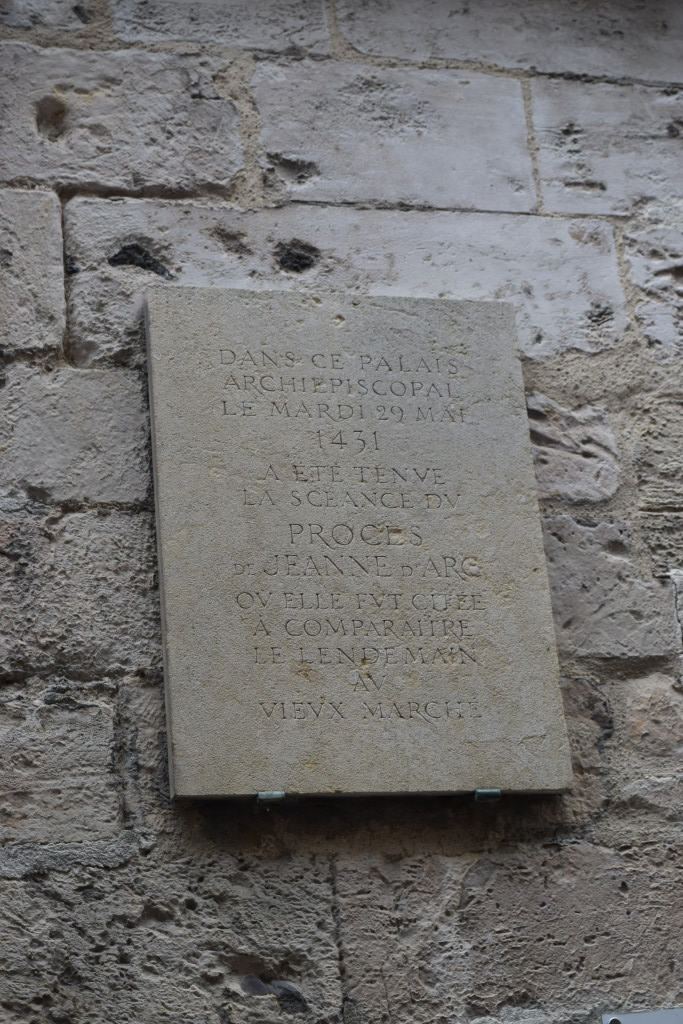 DANS CE PALAIS
ARCHIEPISCOPAL
LE MARDI 29 MAI
1431
A ÉTÉ TENVE
LA SCÉANCE DV
PROCES
DE JEANNE D'ARC
OV ELLE FVT CITÉE
A COMPARAITRE
LE LENDEMAIN
AV
VIEVX MARCHÉ